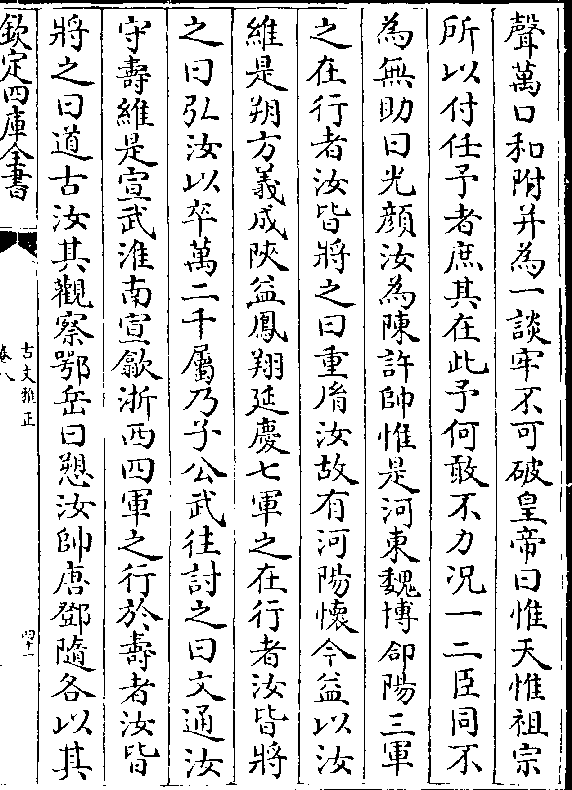 聲萬口和附并為一談牢不可破皇帝曰惟天惟祖宗
所以付任予者庶其在此予何敢不力況一二臣同不
為無助曰光顔汝為陳許帥惟是河東魏博郃陽三軍
之在行者汝皆將之曰重脣汝故有河陽懷今益以汝
維是朔方義成陜益鳳翔延慶七軍之在行者汝皆將
之曰弘汝以卒萬二千屬乃子公武往討之曰文通汝
守壽維是宣武淮南宣歙浙西四軍之行於壽者汝皆
將之曰道古汝其觀察鄂岳曰愬汝帥唐鄧隨各以其
欽定四庫全書
古文雅正
卷八
四十一